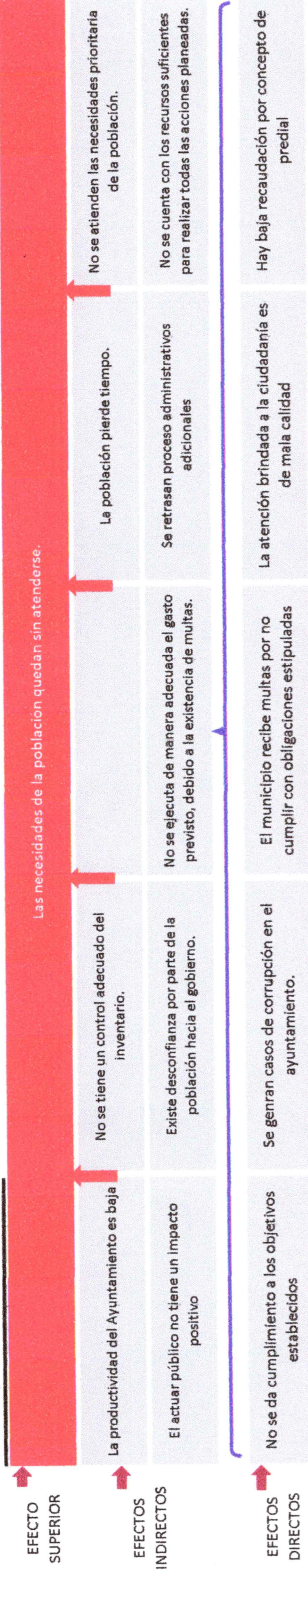 EFECTO
SUPERIOR
Las necesidades de la población quedan sin atenderse.
EFECTOS
INDIRECTOS
La productividad del Ayuntamiento es baja
No se tiene un control adecuado del
inventario.
La población pierde tiempo.
No se atienden las necesidades prioritaria
de la población.
El actuar público no tiene un impacto
positivo
Existe desconfianza por parte de la
población hacia el gobierno.
No se ejecuta de manera adecuada el gasto
previsto, debido a la existencia de multas.
Se retrasan proceso administrativos
adicionales
No se cuenta con los recursos suficientes
para realizar todas las acciones planeadas.
EFECTOS
DIRECTOS
No se da cumplimiento a los objetivos
establecidos
Se genran casos de corrupción en el
ayuntamiento.
El municipio recibe multas por no
cumplir con obligaciones estipuladas
La atención brindada a la ciudadanía es
de mala calidad
Hay baja recaudación por concepto de
predial